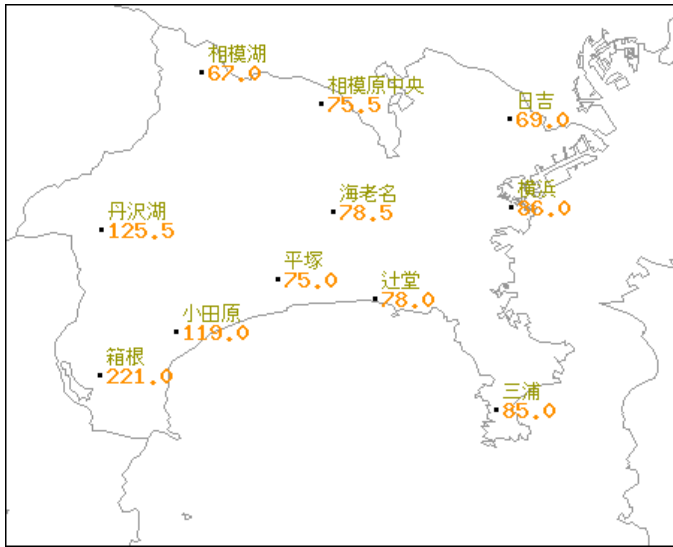 相模湖
67.0
相模原中央
75.5
日吉
69.0
海老名
78.5
横浜
86.0
丹沢湖
125.5
平塚
75.0
辻堂
78.0
小田原
119.0
箱根
221.0
三浦
85.0